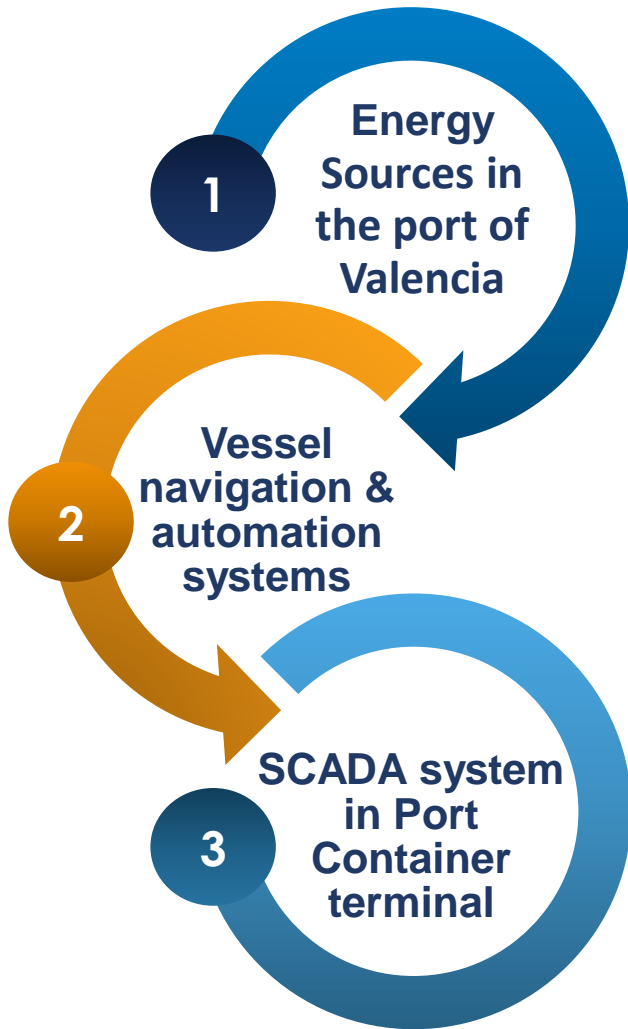 1
Energy
Sources in
the port of
Valencia
2
Vessel
navigation &
automation
systems
3
SCADA system
in Port
Container
terminal